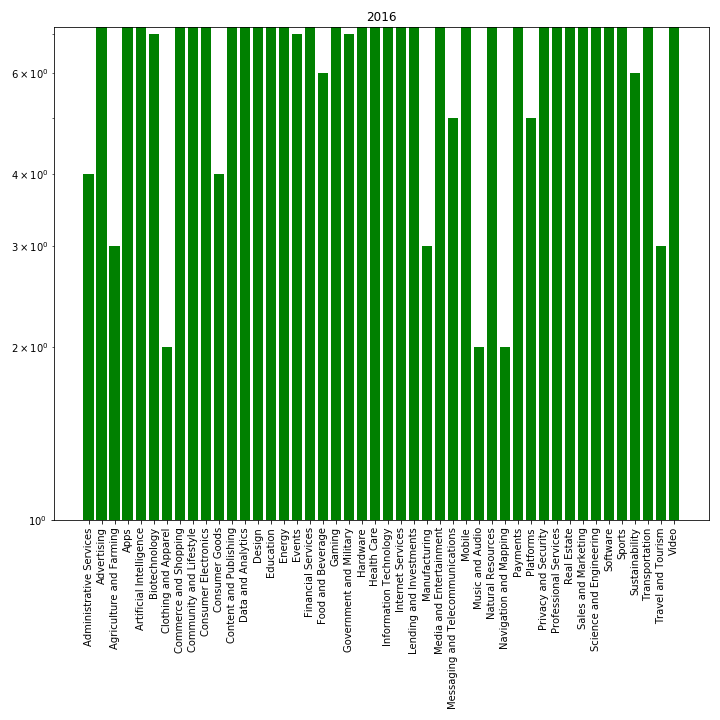 2016
6 × 10⁰
4 × 10⁰
3 × 10⁰
2 × 10⁰
10⁰
Administrative Services
Advertising
Agriculture and Farming
Apps
Artificial Intelligence
Biotechnology
Clothing and Apparel
Commerce and Shopping
Community and Lifestyle
Consumer Electronics
Consumer Goods
Content and Publishing
Data and Analytics
Design
Education
Energy
Events
Financial Services
Food and Beverage
Gaming
Government and Military
Hardware
Health Care
Information Technology
Internet Services
Lending and Investments
Manufacturing
Media and Entertainment
Messaging and Telecommunications
Mobile
Music and Audio
Natural Resources
Navigation and Mapping
Payments
Platforms
Privacy and Security
Professional Services
Real Estate
Sales and Marketing
Science and Engineering
Software
Sports
Sustainability
Transportation
Travel and Tourism
Video